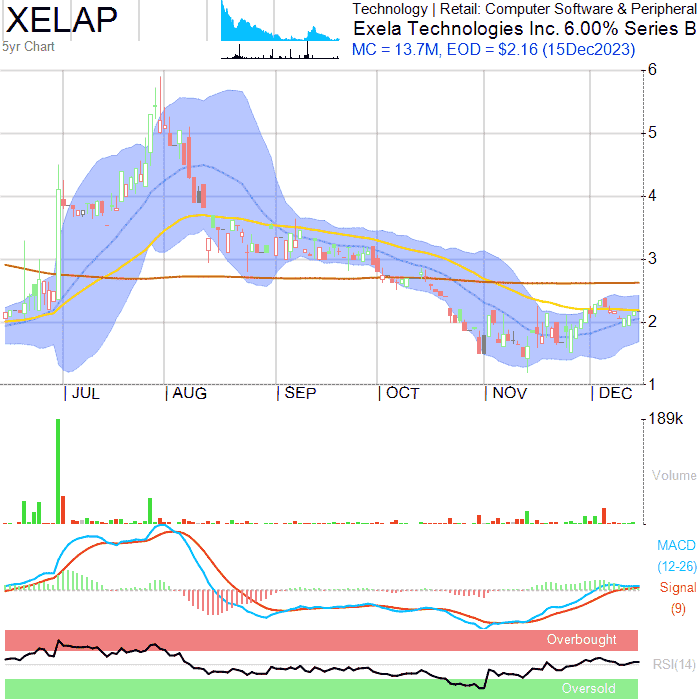 XELAP
5yr Chart
Technology | Retail: Computer Software & Peripheral
Exela Technologies Inc. 6.00% Series B
MC = 13.7M, EOD = $2.16 (15Dec2023)
6
5
4
3
2
1
JUL AUG SEP OCT NOV DEC
189k
Volume
MACD
(12-26)
Signal
(9)
Overbought
RSI(14)
Oversold